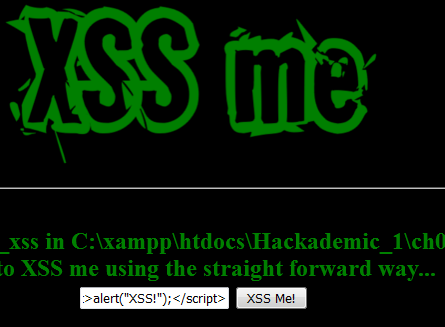 XSS me
_xss in C:\xampp\htdocs\Hackademic_1\ch0
to XSS me using the straight forward way...
:>alert("XSS!");</script> XSS Me!